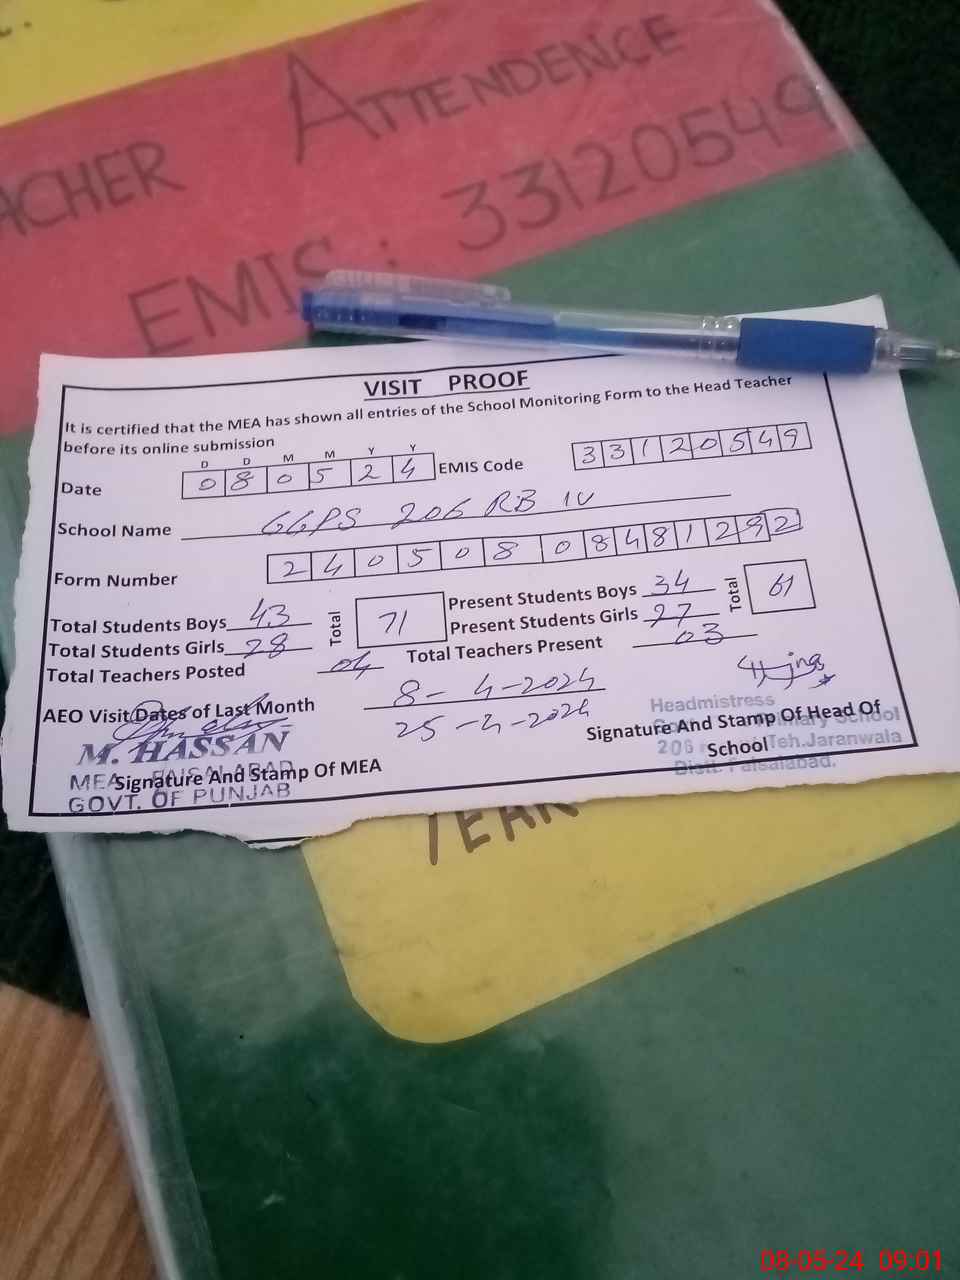 ACHER ATTENDENCE
EMIS: 33120549
VISIT PROOF
It is certified that the MEA has shown all entries of the School Monitoring Form to the Head Teacher
before its online submission
D D M M Y Y
Date 0 8 0 5 2 4 EMIS Code 3 3 1 2 0 5 4 9
School Name GGPS 206 RB IV
Form Number 2 4 0 5 0 8 0 8 4 8 1 2 9 2
Total Students Boys 43 Total 71 Present Students Boys 34 Total 61
Total Students Girls 28 Present Students Girls 27
Total Teachers Posted 04 Total Teachers Present 03
AEO Visit Dates of Last Month 8-4-2024
25-4-2024
M. HASSAN
MEA FAISALABAD
GOVT. OF PUNJAB
Signature And Stamp Of MEA
Headmistress
Primary School
206 Teh.Jaranwala
Distt. Faisalabad.
Signature And Stamp Of Head Of
School
YEAR
08-05-24 09:01